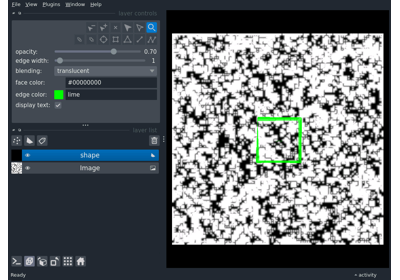 File View Plugins Window Help
layer controls
opacity: 0.70
edge width: 1
blending: translucent
face color: #00000000
edge color: lime
display text:
layer list
shape
Image
Ready
activity